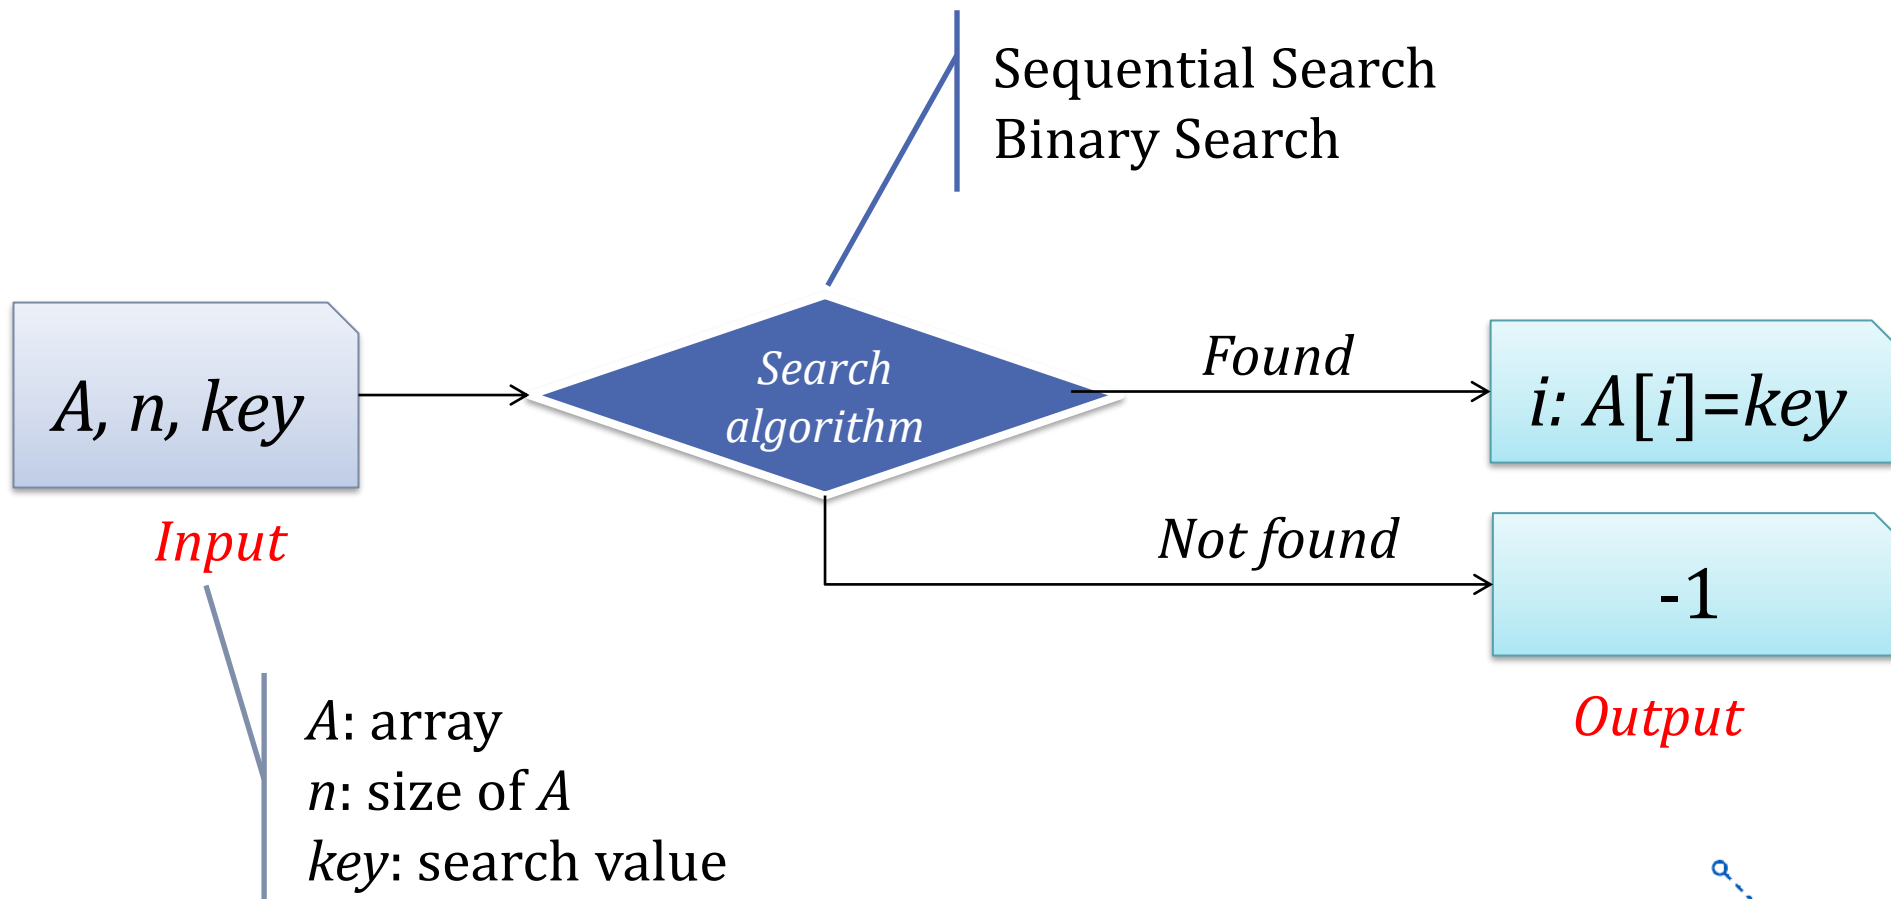 Sequential Search
Binary Search
A, n, key
Search
algorithm
Found
i: A[i]=key
Input
Not found
-1
Output
A: array
n: size of A
key: search value